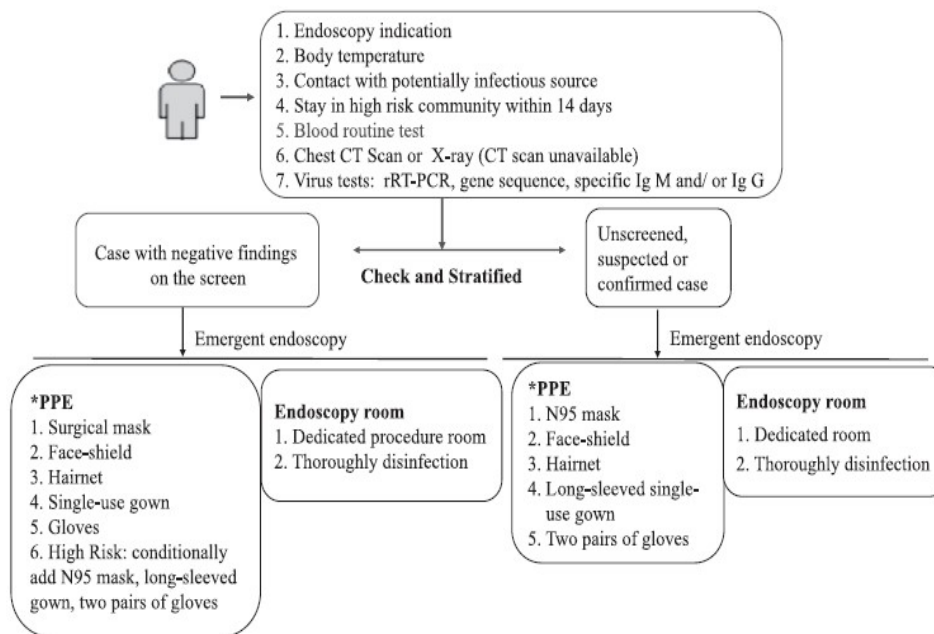 1. Endoscopy indication
2. Body temperature
3. Contact with potentially infectious source
4. Stay in high risk community within 14 days
5. Blood routine test
6. Chest CT Scan or X-ray (CT scan unavailable)
7. Virus tests: rRT-PCR, gene sequence, specific Ig M and/ or Ig G
Case with negative findings
on the screen
Check and Stratified
Unscreened,
suspected or
confirmed case
Emergent endoscopy
Emergent endoscopy
*PPE
1. Surgical mask
2. Face-shield
3. Hairnet
4. Single-use gown
5. Gloves
6. High Risk: conditionally
add N95 mask, long-sleeved
gown, two pairs of gloves
Endoscopy room
1. Dedicated procedure room
2. Thoroughly disinfection
*PPE
1. N95 mask
2. Face-shield
3. Hairnet
4. Long-sleeved single-
use gown
5. Two pairs of gloves
Endoscopy room
1. Dedicated room
2. Thoroughly disinfection